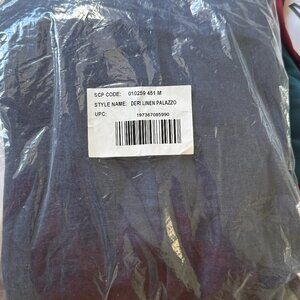 SCP CODE: 010259 451 M
STYLE NAME: DERI LINEN PALAZZO
UPC:
197367085990